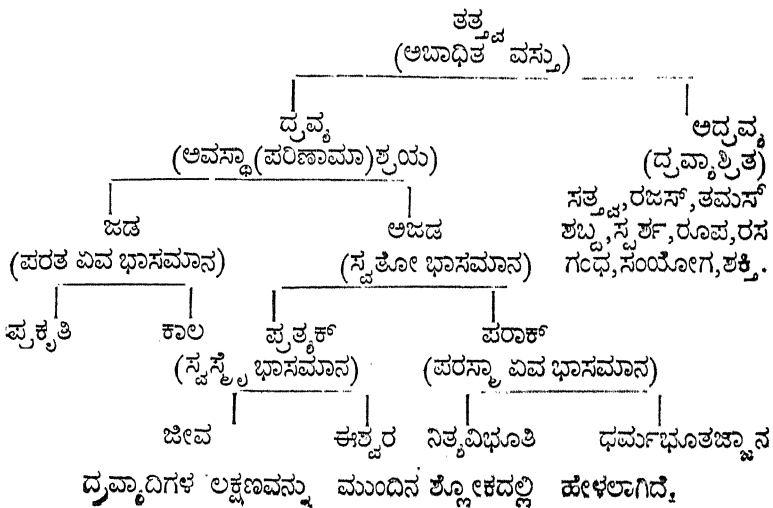 ತತ್ತ್ವ
(ಅಬಾಧಿತ ವಸ್ತು)
ದ್ರವ್ಯ ಅದ್ರವ್ಯ
(ಅವಸ್ಥಾ (ಪರಿಣಾಮಾ)ಶ್ರಯ) (ದ್ರವ್ಯಾಶ್ರಿತ)
ಸತ್ತ್ವ,ರಜಸ್,ತಮಸ್
ಜಡ ಅಜಡ ಶಬ್ದ,ಸ್ಪರ್ಶ,ರೂಪ,ರಸ
(ಪರತ ಏವ ಭಾಸಮಾನ) (ಸ್ವತೋ ಭಾಸಮಾನ) ಗಂಧ,ಸಂಯೋಗ,ಶಕ್ತಿ.
ಪ್ರಕೃತಿ ಕಾಲ ಪ್ರತ್ಯಕ್ ಪರಾಕ್
(ಸ್ವಸ್ಮೈ ಭಾಸಮಾನ) (ಪರಸ್ಮಾ ಏವ ಭಾಸಮಾನ)
ಜೀವ ಈಶ್ವರ ನಿತ್ಯವಿಭೂತಿ ಧರ್ಮಭೂತಜ್ಞಾನ
ದ್ರವ್ಯಾದಿಗಳ ಲಕ್ಷಣವನ್ನು ಮುಂದಿನ ಶ್ಲೋಕದಲ್ಲಿ ಹೇಳಲಾಗಿದೆ.